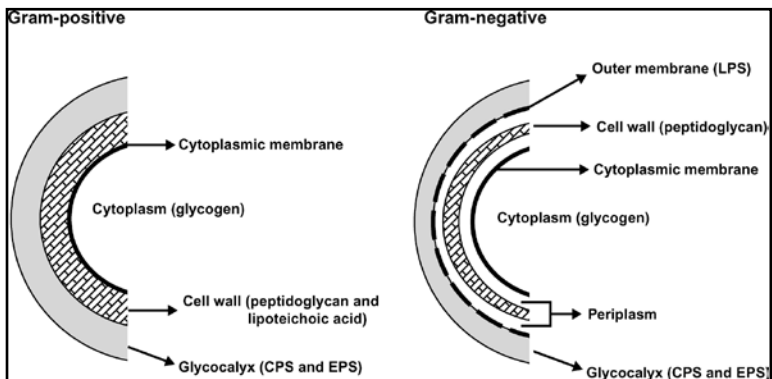 Gram-positive
Cytoplasmic membrane
Cytoplasm (glycogen)
Cell wall (peptidoglycan and
lipoteichoic acid)
Glycocalyx (CPS and EPS)
Gram-negative
Outer membrane (LPS)
Cell wall (peptidoglycan)
Cytoplasmic membrane
Cytoplasm (glycogen)
Periplasm
Glycocalyx (CPS and EPS)